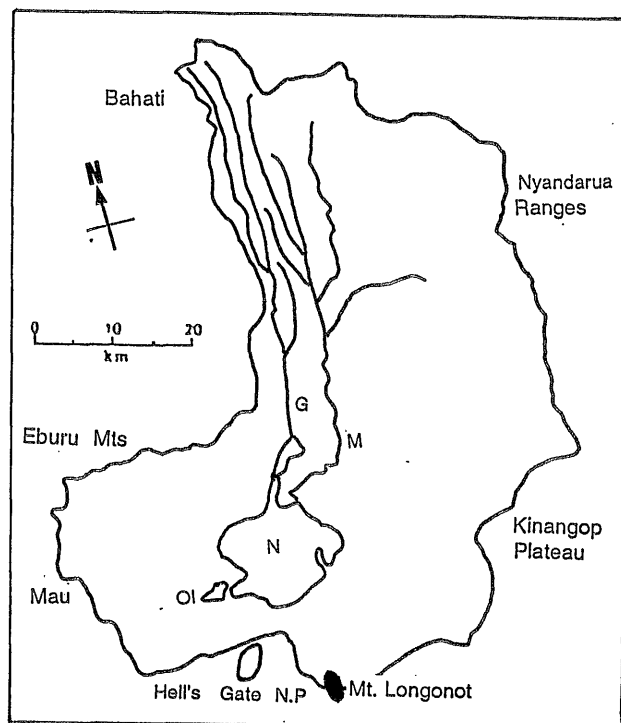 Bahati
N
Nyandarua
Ranges
0 10 20
km
G
M
Eburu Mts
N
Kinangop
Plateau
Mau
Ol
Hell's Gate N.P
Mt. Longonot